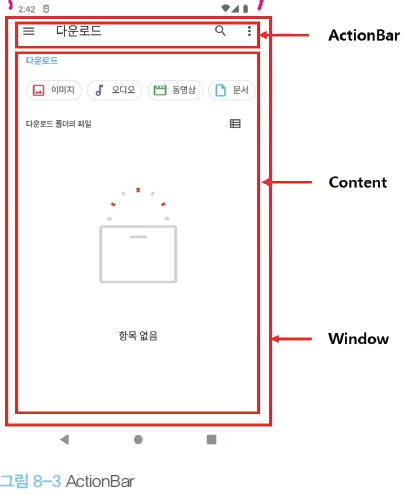 2:42
다운로드
ActionBar
다운로드
이미지 오디오 동영상 문서
다운로드 폴더의 파일
Content
항목 없음
Window
그림 8-3 ActionBar